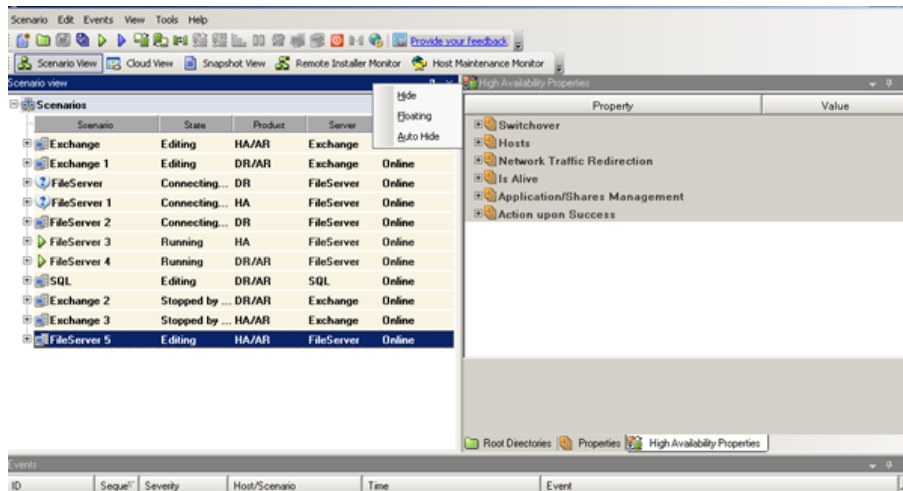 Scenario Edit Events View Tools Help
Provide your feedback
Scenario View Cloud View Snapshot View Remote Installer Monitor Host Maintenance Monitor
Scenario view
High Availability Properties
Hide
Floating
Auto Hide
Scenarios
Scenario State Product Server
Exchange Editing HA/AR Exchange
Exchange 1 Editing DR/AR Exchange Online
FileServer Connecting... DR FileServer Online
FileServer 1 Connecting... HA FileServer Online
FileServer 2 Connecting... DR FileServer Online
FileServer 3 Running HA FileServer Online
FileServer 4 Running DR/AR FileServer Online
SQL Editing DR/AR SQL Online
Exchange 2 Stopped by ... DR/AR Exchange Online
Exchange 3 Stopped by ... HA/AR Exchange Online
FileServer 5 Editing HA/AR FileServer Online
Property Value
Switchover
Hosts
Network Traffic Redirection
Is Alive
Application/Shares Management
Action upon Success
Root Directories Properties High Availability Properties
Events
ID Seque Severity Host/Scenario Time Event